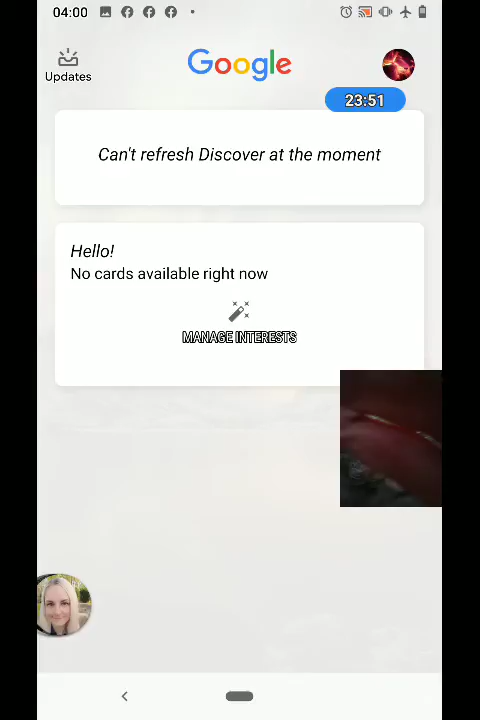 04:00
Updates
Google
23:51
Can't refresh Discover at the moment
Hello!
No cards available right now
MANAGE INTERESTS